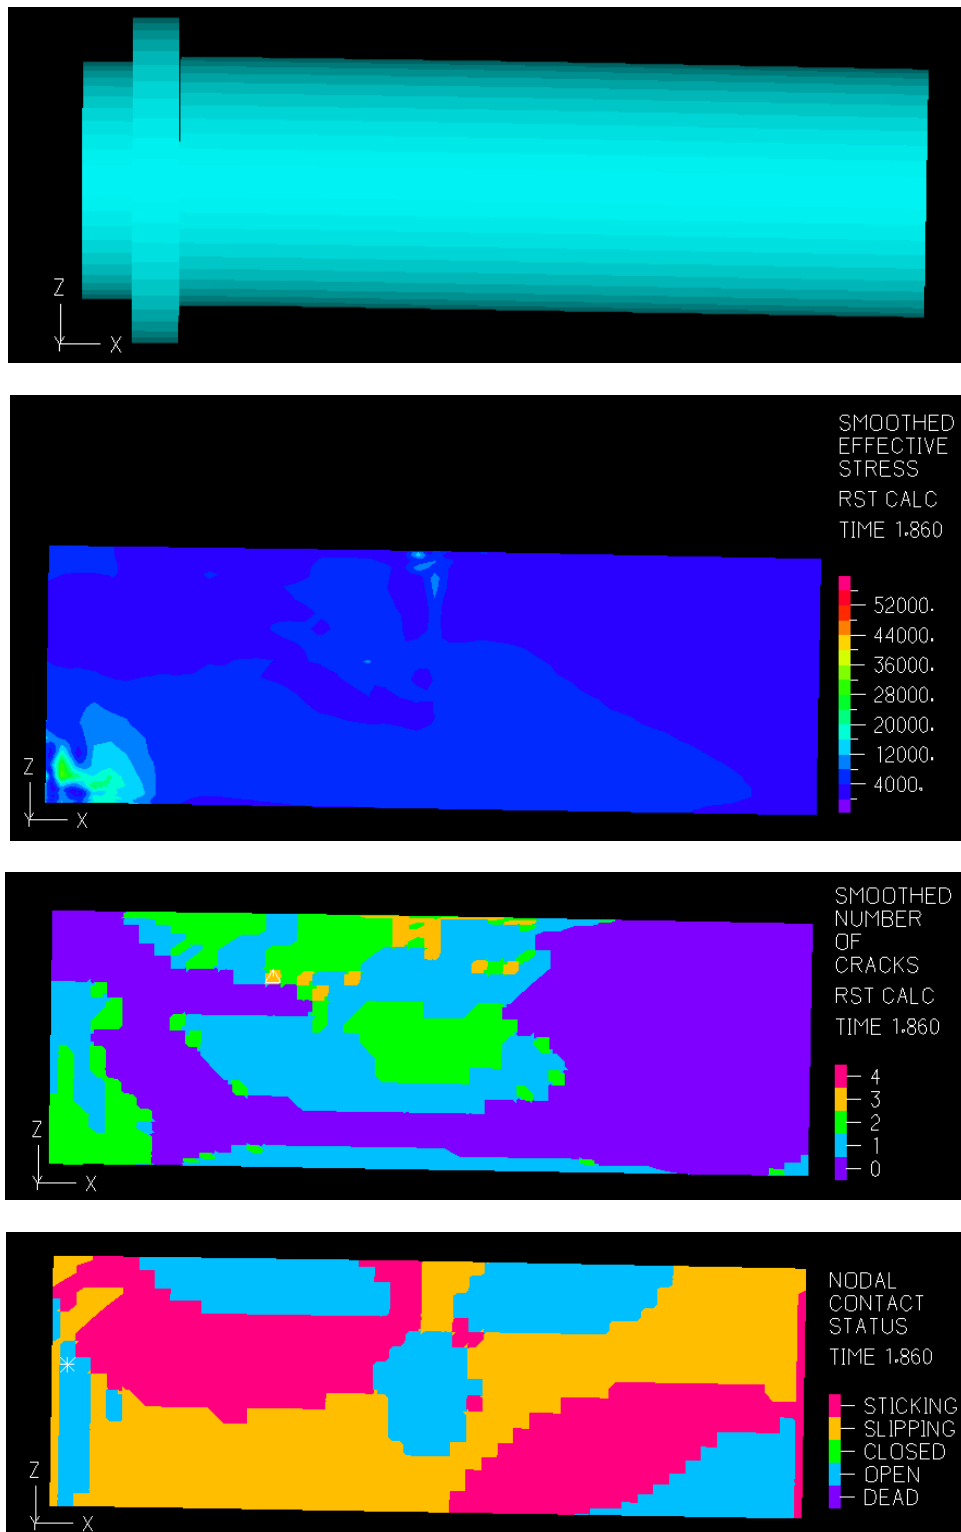 Z
Y
X
SMOOTHED
EFFECTIVE
STRESS
RST CALC
TIME 1.860
52000.
44000.
36000.
28000.
20000.
12000.
4000.
Z
Y
X
SMOOTHED
NUMBER
OF
CRACKS
RST CALC
TIME 1.860
4
3
2
1
0
Z
Y
X
NODAL
CONTACT
STATUS
TIME 1.860
STICKING
SLIPPING
CLOSED
OPEN
DEAD
Z
Y
X